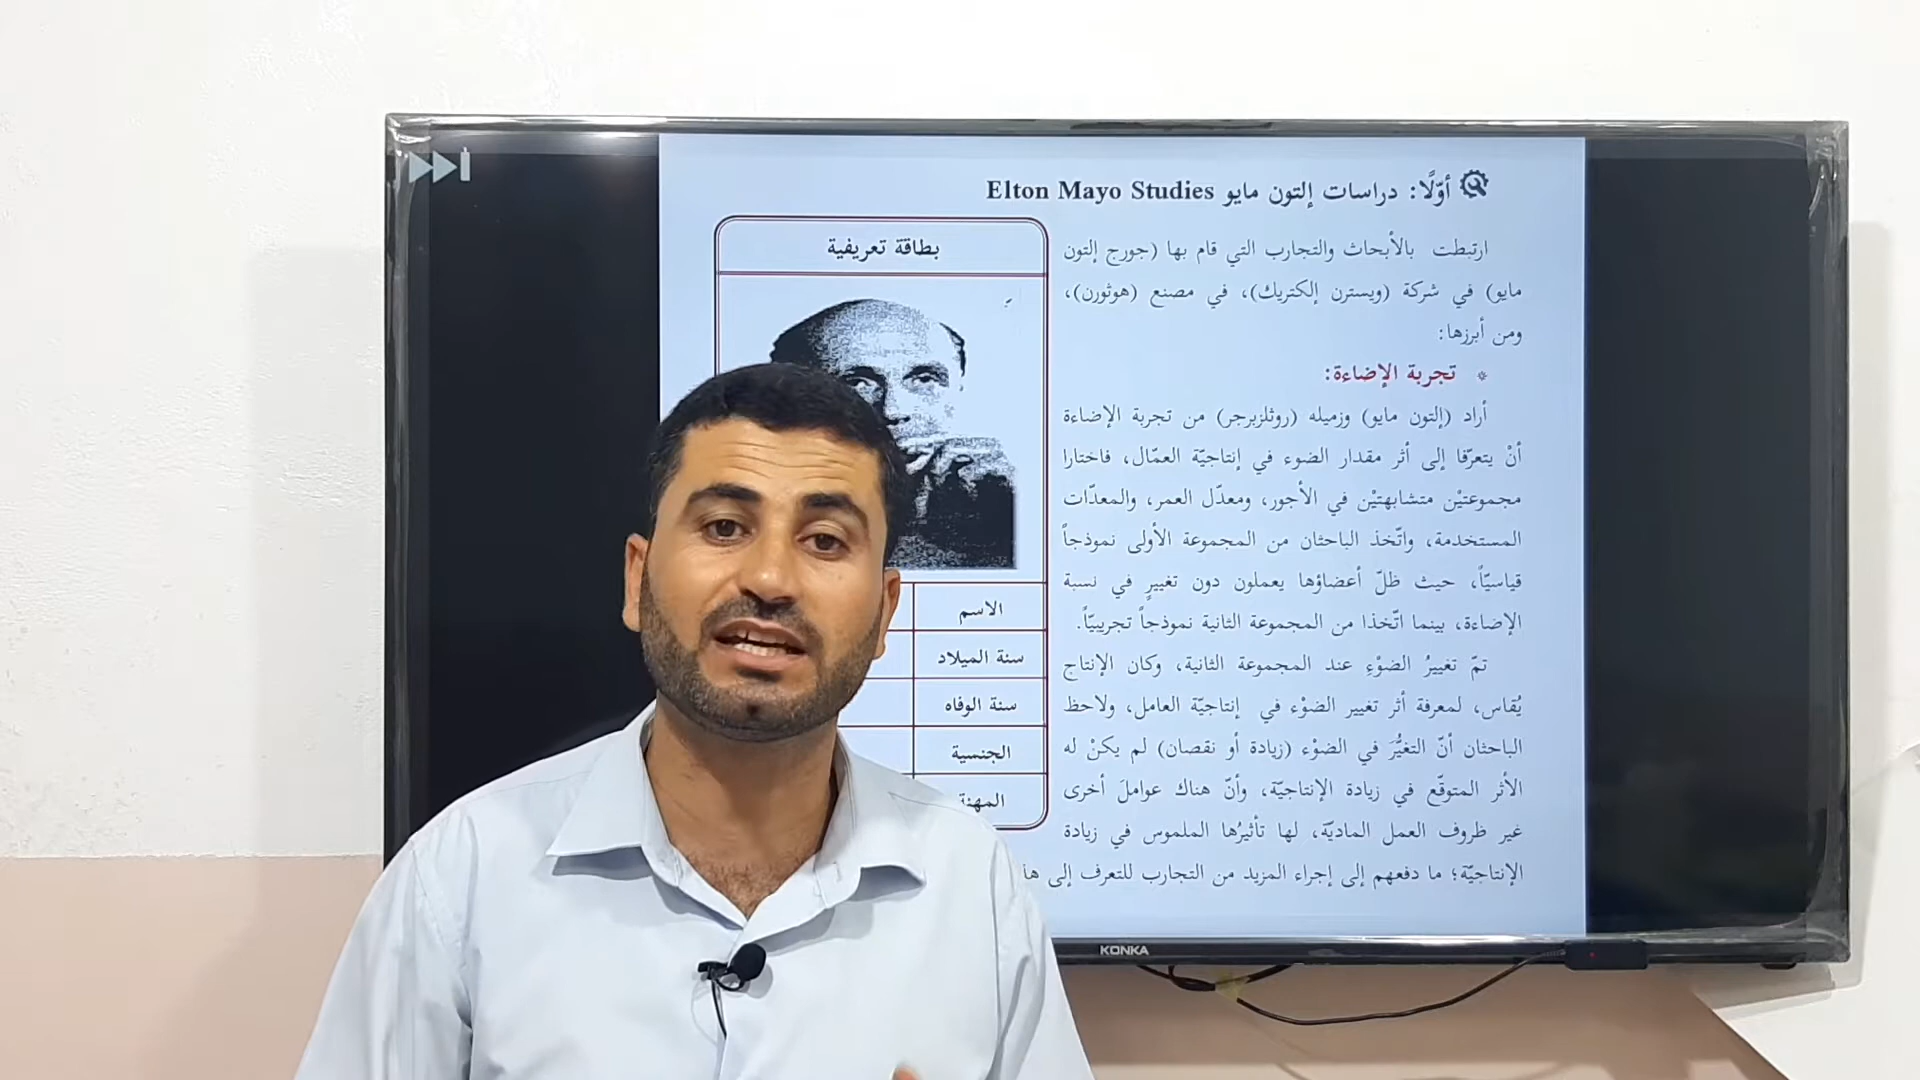 أوّلًا: دراسات إلتون مايو Elton Mayo Studies
ارتبطت بالأبحاث والتجارب التي قام بها (جورج إلتون
مايو) في شركة (ويسترن إلكتريك)، في مصنع (هوثورن)،
ومن أبرزها:
* تجربة الإضاءة:
أراد (إلتون مايو) وزميله (روثلزبرجر) من تجربة الإضاءة
أنْ يتعرّفا إلى أثر مقدار الضوء في إنتاجيّة العمّال، فاختارا
مجموعتيْن متشابهتيْن في الأجور، ومعدّل العمر، والمعدّات
المستخدمة، واتّخذ الباحثان من المجموعة الأولى نموذجاً
قياسيّاً، حيث ظلّ أعضاؤها يعملون دون تغييرٍ في نسبة
الإضاءة، بينما اتّخذا من المجموعة الثانية نموذجاً تجريبيّاً.
تمّ تغييرُ الضوْءِ عند المجموعة الثانية، وكان الإنتاج
يُقاس، لمعرفة أثر تغيير الضوْء في إنتاجيّة العامل، ولاحظ
الباحثان أنّ التغيُّرَ في الضوْء (زيادة أو نقصان) لم يكنْ له
الأثر المتوقّع في زيادة الإنتاجيّة، وأنّ هناك عواملَ أخرى
غير ظروف العمل الماديّة، لها تأثيرُها الملموس في زيادة
الإنتاجيّة؛ ما دفعهم إلى إجراء المزيد من التجارب للتعرف إلى
بطاقة تعريفية
الاسم
سنة الميلاد
سنة الوفاه
الجنسية
المهنة
KONKA